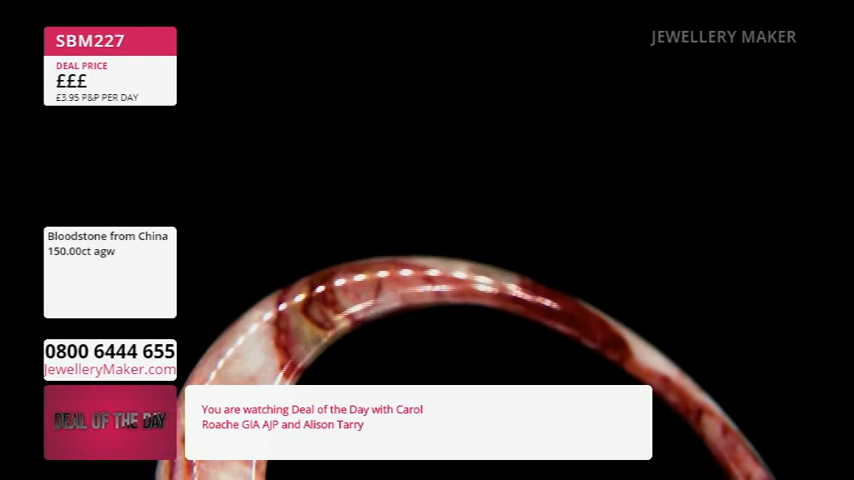 SBM227
DEAL PRICE
£££
£3.95 P&P PER DAY
JEWELLERY MAKER
Bloodstone from China
150.00ct agw
0800 6444 655
JewelleryMaker.com
DEAL OF THE DAY
You are watching Deal of the Day with Carol
Roache GIA AJP and Alison Tarry